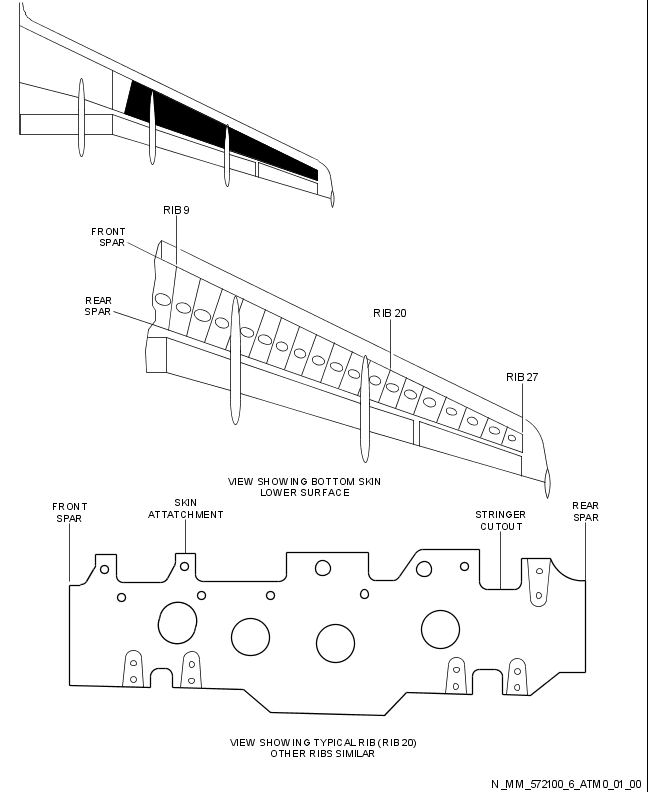 RIB 9
FRONT
SPAR
REAR
SPAR
RIB 20
RIB 27
VIEW SHOWING BOTTOM SKIN
LOWER SURFACE
FRONT
SPAR
SKIN
ATTATCHMENT
STRINGER
CUTOUT
REAR
SPAR
VIEW SHOWING TYPICAL RIB (RIB 20)
OTHER RIBS SIMILAR
N_MM_572100_6_ATM0_01_00